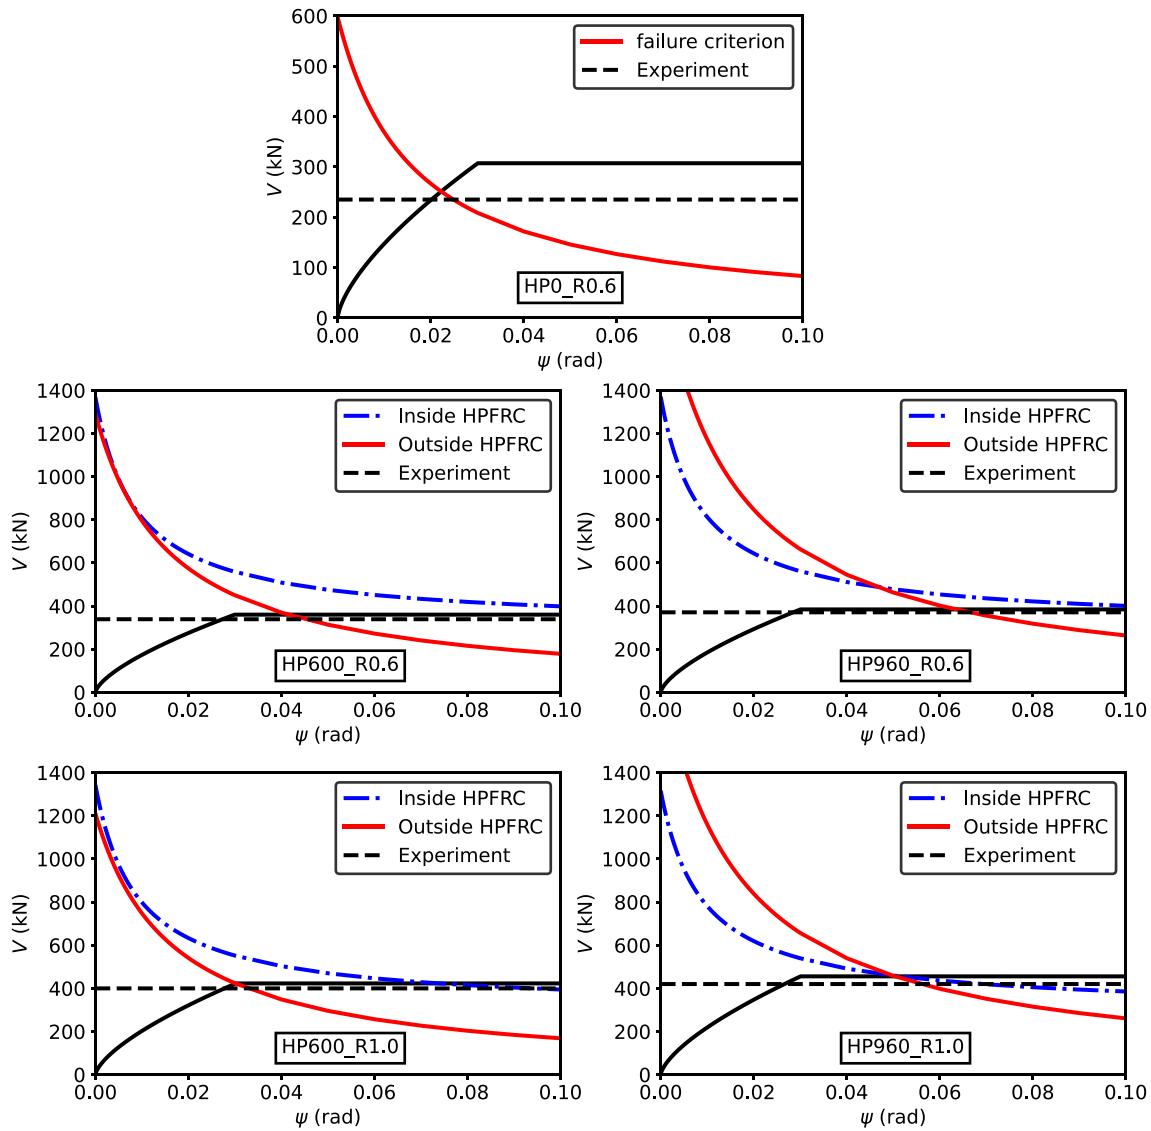 600
500
400
300
200
100
0
V (kN)
failure criterion
Experiment
HP0_R0.6
0.00 0.02 0.04 0.06 0.08 0.10
ψ (rad)
1400
1200
1000
800
600
400
200
0
V (kN)
Inside HPFRC
Outside HPFRC
Experiment
HP600_R0.6
0.00 0.02 0.04 0.06 0.08 0.10
ψ (rad)
1400
1200
1000
800
600
400
200
0
V (kN)
Inside HPFRC
Outside HPFRC
Experiment
HP960_R0.6
0.00 0.02 0.04 0.06 0.08 0.10
ψ (rad)
1400
1200
1000
800
600
400
200
0
V (kN)
Inside HPFRC
Outside HPFRC
Experiment
HP600_R1.0
0.00 0.02 0.04 0.06 0.08 0.10
ψ (rad)
1400
1200
1000
800
600
400
200
0
V (kN)
Inside HPFRC
Outside HPFRC
Experiment
HP960_R1.0
0.00 0.02 0.04 0.06 0.08 0.10
ψ (rad)